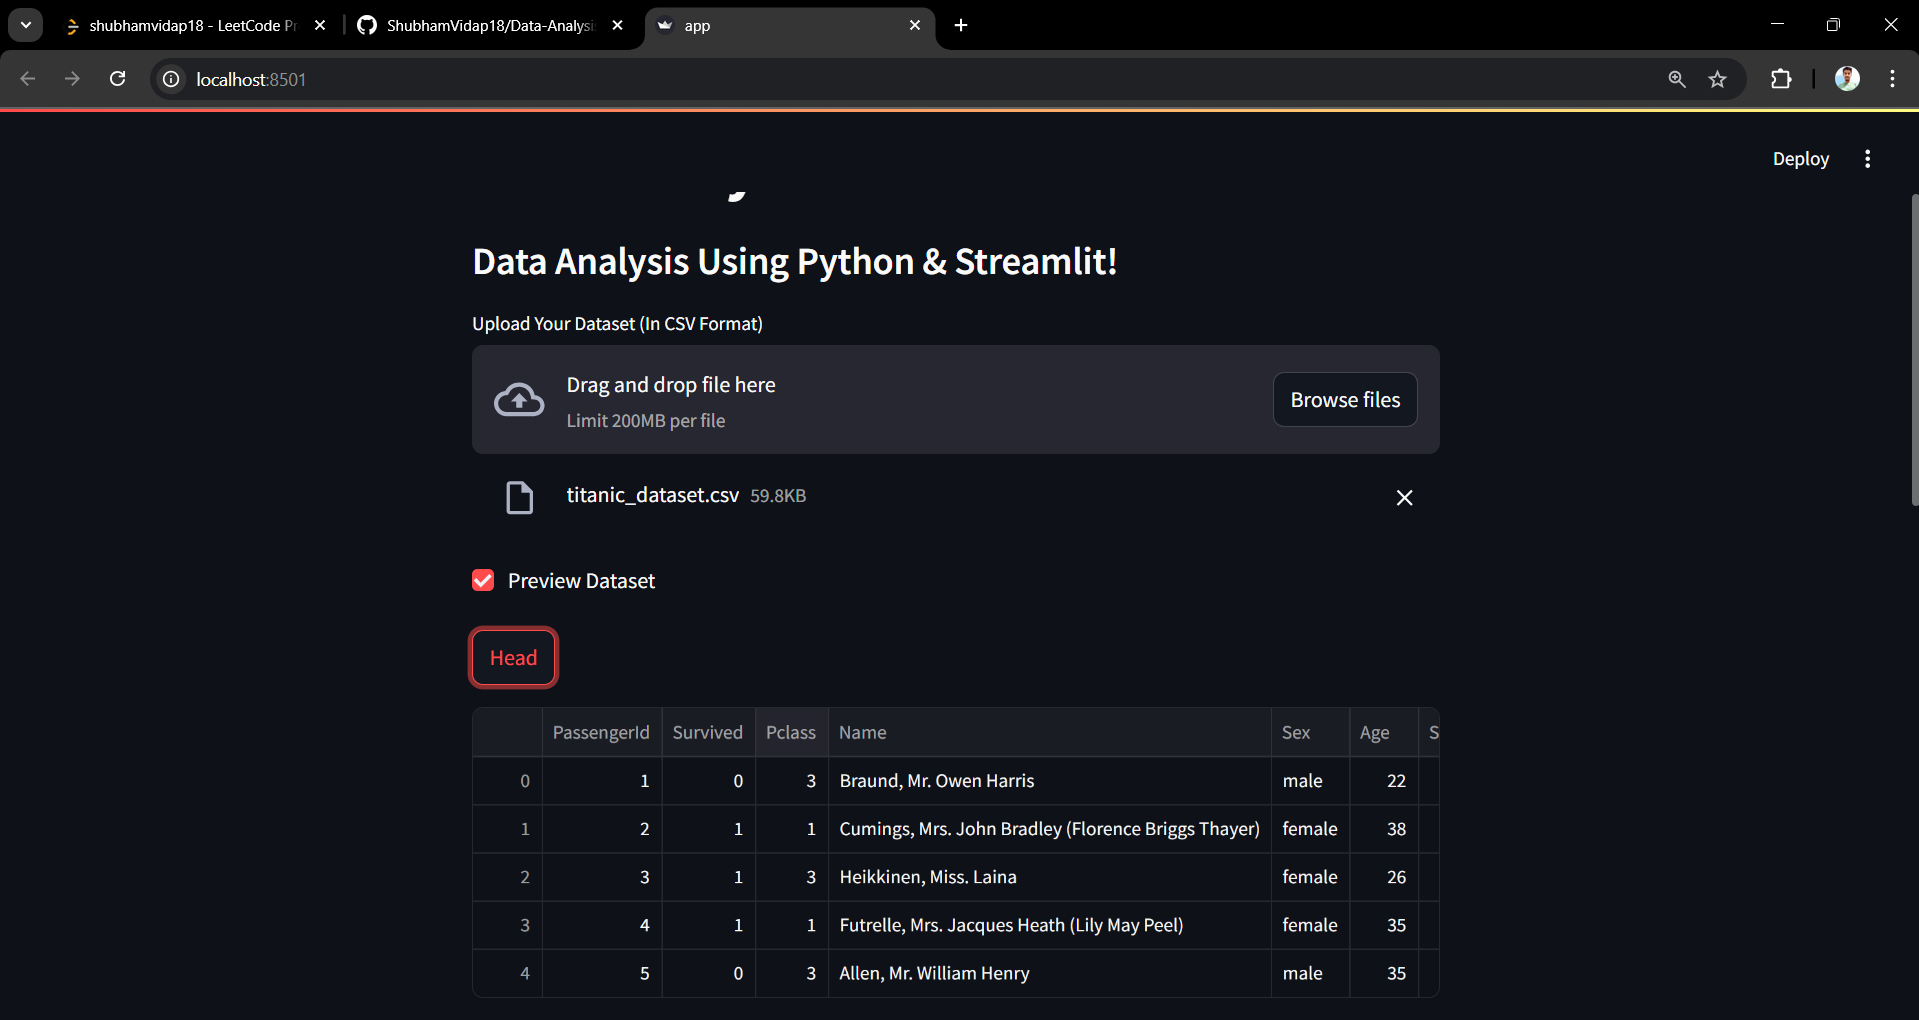 shubhamvidap18 - LeetCode Pr
ShubhamVidap18/Data-Analysis
app
localhost:8501
Deploy
Data Analysis Using Python & Streamlit!
Upload Your Dataset (In CSV Format)
Drag and drop file here
Limit 200MB per file
Browse files
titanic_dataset.csv 59.8KB
Preview Dataset
Head
PassengerId Survived Pclass Name Sex Age S
0 1 0 3 Braund, Mr. Owen Harris male 22
1 2 1 1 Cumings, Mrs. John Bradley (Florence Briggs Thayer) female 38
2 3 1 3 Heikkinen, Miss. Laina female 26
3 4 1 1 Futrelle, Mrs. Jacques Heath (Lily May Peel) female 35
4 5 0 3 Allen, Mr. William Henry male 35